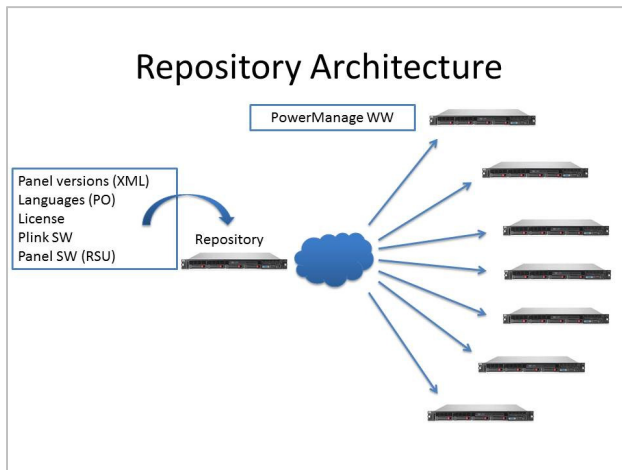 Repository Architecture
PowerManage WW
Panel versions (XML)
Languages (PO)
License
Plink SW
Panel SW (RSU)
Repository